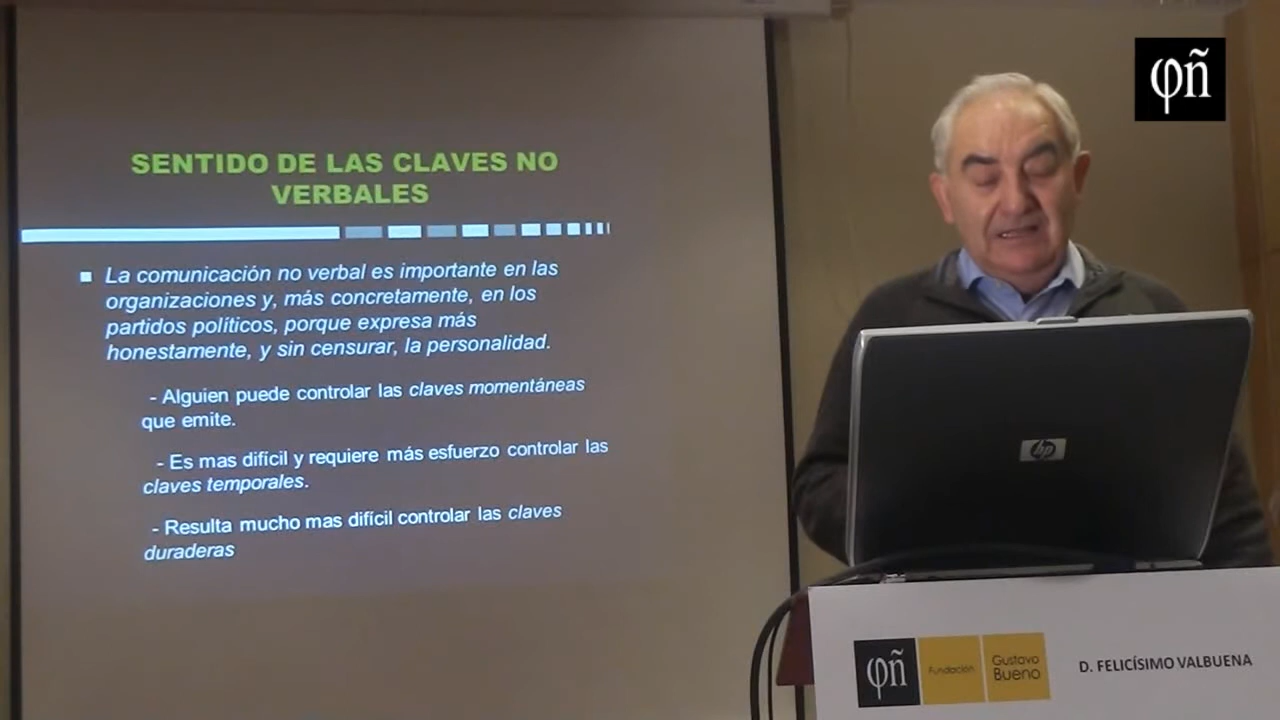 φñ
SENTIDO DE LAS CLAVES NO
VERBALES
La comunicación no verbal es importante en las
organizaciones y, más concretamente, en los
partidos políticos, porque expresa más
honestamente, y sin censurar, la personalidad.
- Alguien puede controlar las claves momentáneas
que emite.
- Es mas difícil y requiere más esfuerzo controlar las
claves temporales.
- Resulta mucho mas difícil controlar las claves
duraderas
hp
φñ
Fundación
Gustavo
Bueno
D. FELICÍSIMO VALBUENA